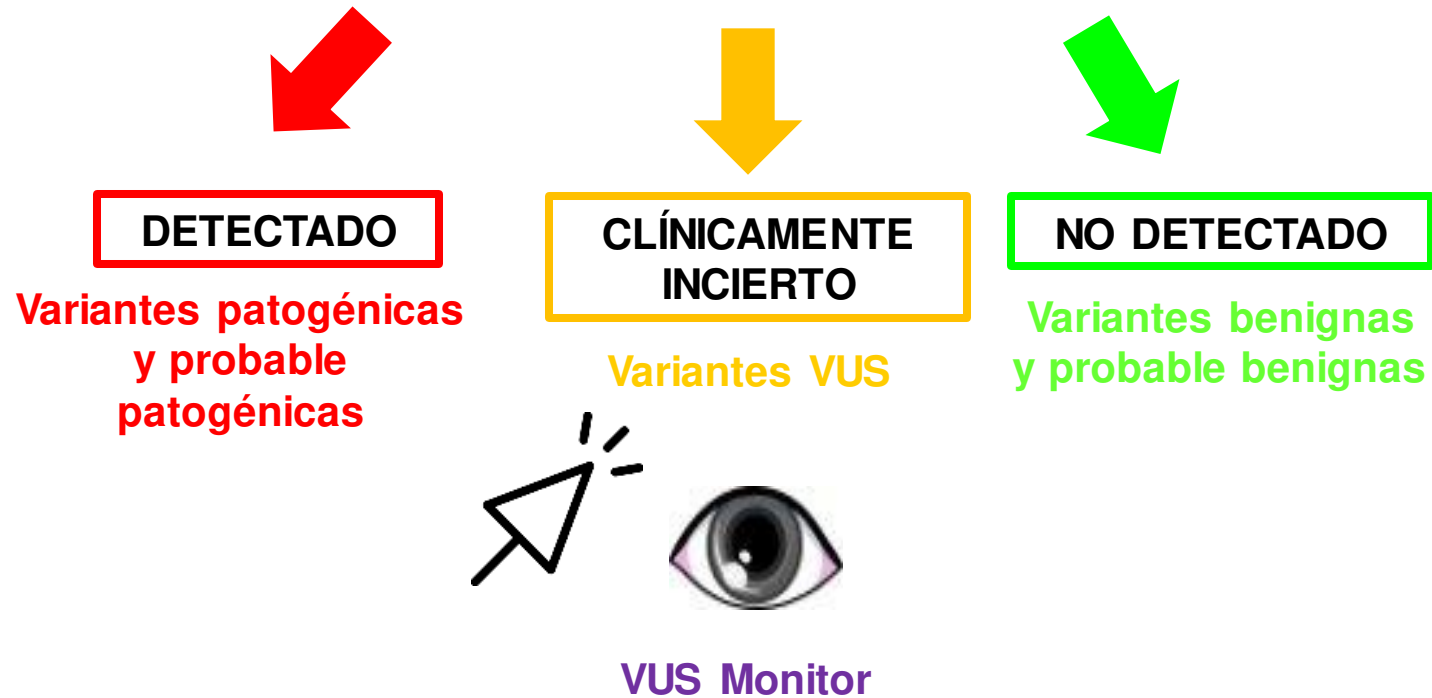 DETECTADO
Variantes patogénicas
y probable
patogénicas
CLÍNICAMENTE
INCIERTO
Variantes VUS
NO DETECTADO
Variantes benignas
y probable benignas
VUS Monitor